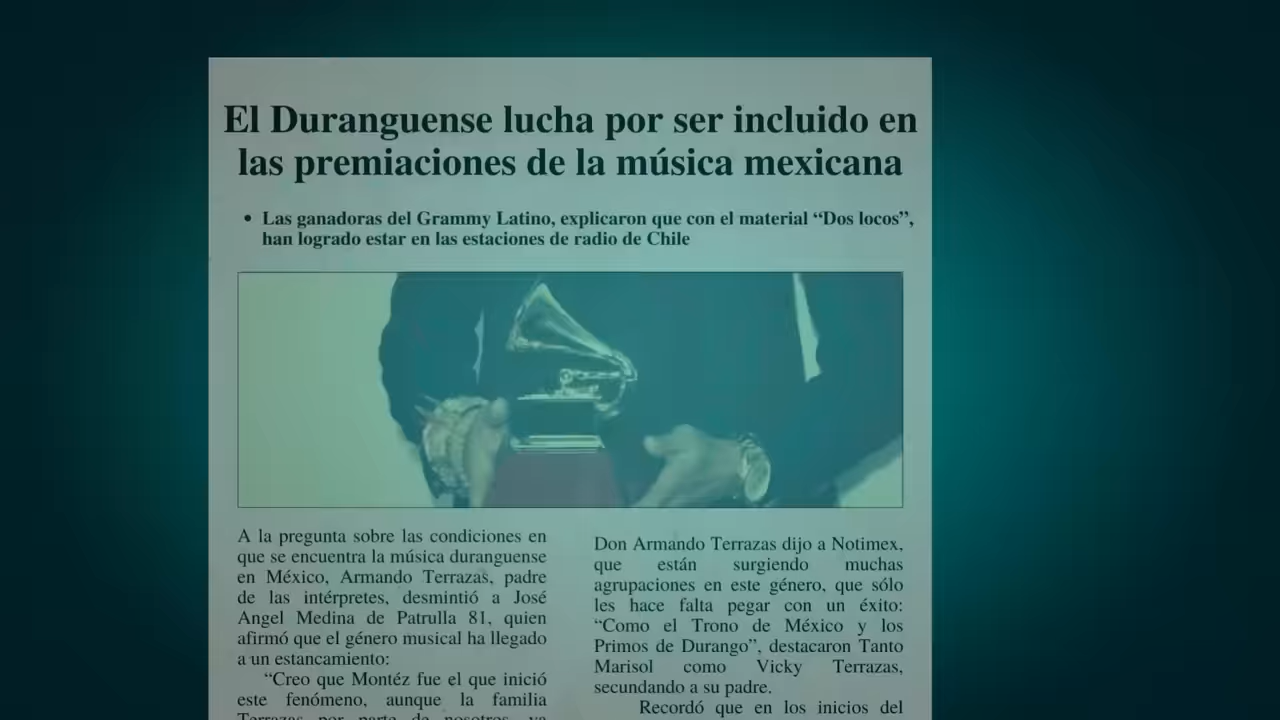 El Duranguense lucha por ser incluido en
las premiaciones de la música mexicana
• Las ganadoras del Grammy Latino, explicaron que con el material “Dos locos”,
han logrado estar en las estaciones de radio de Chile
A la pregunta sobre las condiciones en
que se encuentra la música duranguense
en México, Armando Terrazas, padre
de las intérpretes, desmintió a José
Angel Medina de Patrulla 81, quien
afirmó que el género musical ha llegado
a un estancamiento:
“Creo que Montéz fue el que inició
este fenómeno, aunque la familia
Terrazas por parte de nosotros, ya
Don Armando Terrazas dijo a Notimex,
que están surgiendo muchas
agrupaciones en este género, que sólo
les hace falta pegar con un éxito:
“Como el Trono de México y los
Primos de Durango”, destacaron Tanto
Marisol como Vicky Terrazas,
secundando a su padre.
Recordó que en los inicios del